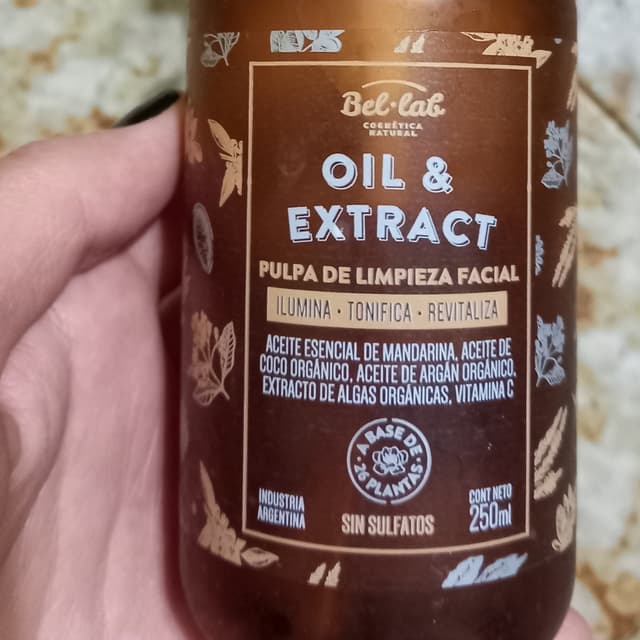 Bel·lab
COSMÉTICA
NATURAL
OIL &
EXTRACT
PULPA DE LIMPIEZA FACIAL
ILUMINA · TONIFICA · REVITALIZA
ACEITE ESENCIAL DE MANDARINA, ACEITE DE
COCO ORGÁNICO, ACEITE DE ARGÁN ORGÁNICO,
EXTRACTO DE ALGAS ORGÁNICAS, VITAMINA C
· A BASE DE ·
26 PLANTAS
INDUSTRIA
ARGENTINA
SIN SULFATOS
CONT NETO
250ml